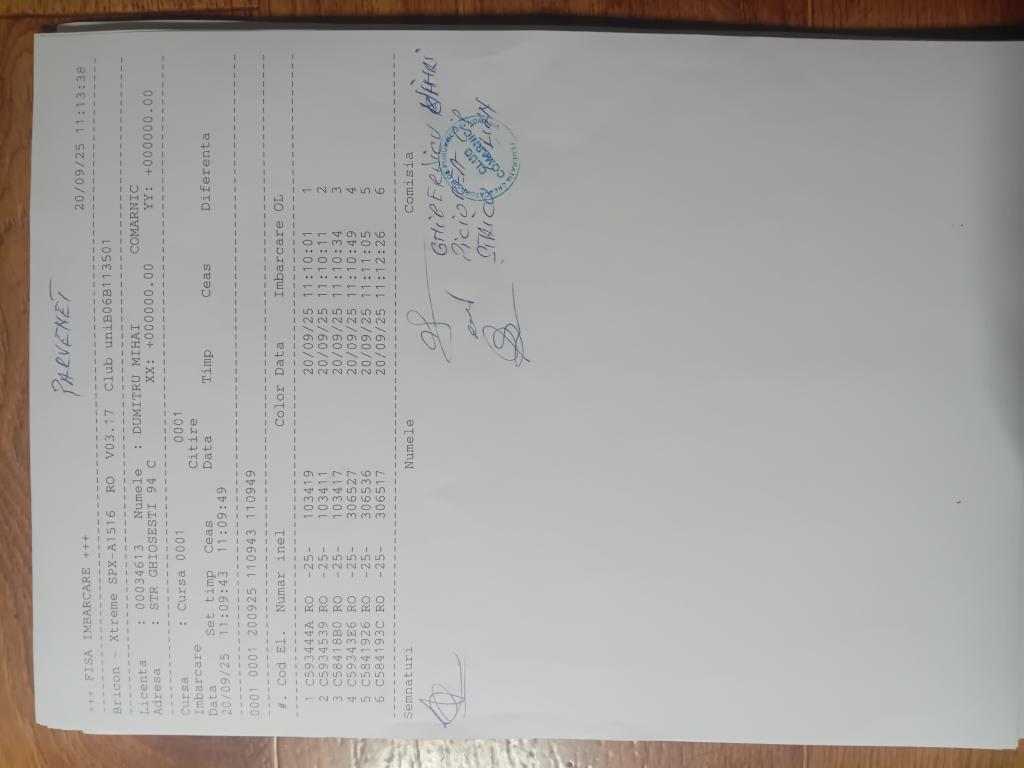 PARVENET
+++ FISA IMBARCARE +++ 20/09/25 11:13:38
Bricon - Xtreme SPX-A1516 RO V03.17 Club uniB06B113501
Licenta : 00034613 Numele : DUMITRU MIHAI COMARNIC
Adresa : STR GHIOSESTI 94 C XX: +000000.00 YY: +000000.00
Cursa : Cursa 0001 0001
Imbarcare Citire
Data Set timp Ceas Data Timp Ceas Diferenta
20/09/25 11:09:43 11:09:49
0001 0001 200925 110943 110949
#. Cod El. Numar inel Color Data Imbarcare OL
1 C593444A RO -25- 103419 20/09/25 11:10:01 1
2 C5934539 RO -25- 103411 20/09/25 11:10:11 2
3 C58418B0 RO -25- 103417 20/09/25 11:10:34 3
4 C59343E6 RO -25- 306527 20/09/25 11:10:49 4
5 C5841926 RO -25- 306536 20/09/25 11:11:05 5
6 C584193C RO -25- 306517 20/09/25 11:12:26 6
Semnaturi Numele Comisia
CLUB
COMARNIC